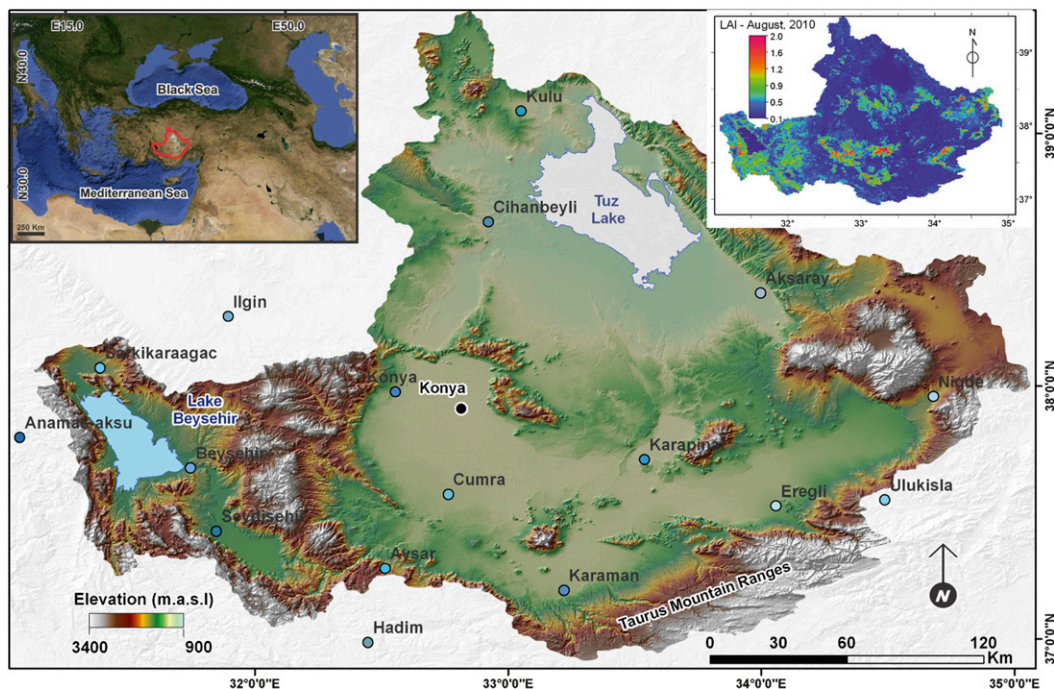 E15.0
E50.0
N40.0
N30.0
Black Sea
Mediterranean Sea
250 Km
LAI - August, 2010
2.0
1.6
1.3
0.9
0.5
0.1
N
39°
38°
37°
32°
33°
34°
35°
Kulu
Tuz
Lake
Cihanbeyli
Aksaray
Ilgin
Sarkikaraagac
Konya
Konya
Lake
Beysehir
Nigde
Anamas-aksu
Beysehir
Karapinar
Cumra
Eregli
Ulukisla
Seydisehir
Aysar
Karaman
Taurus Mountain Ranges
Hadim
Elevation (m.a.s.l)
3400
900
N
0
30
60
120
Km
39°0'0"N
38°0'0"N
37°0'0"N
32°0'0"E
33°0'0"E
34°0'0"E
35°0'0"E